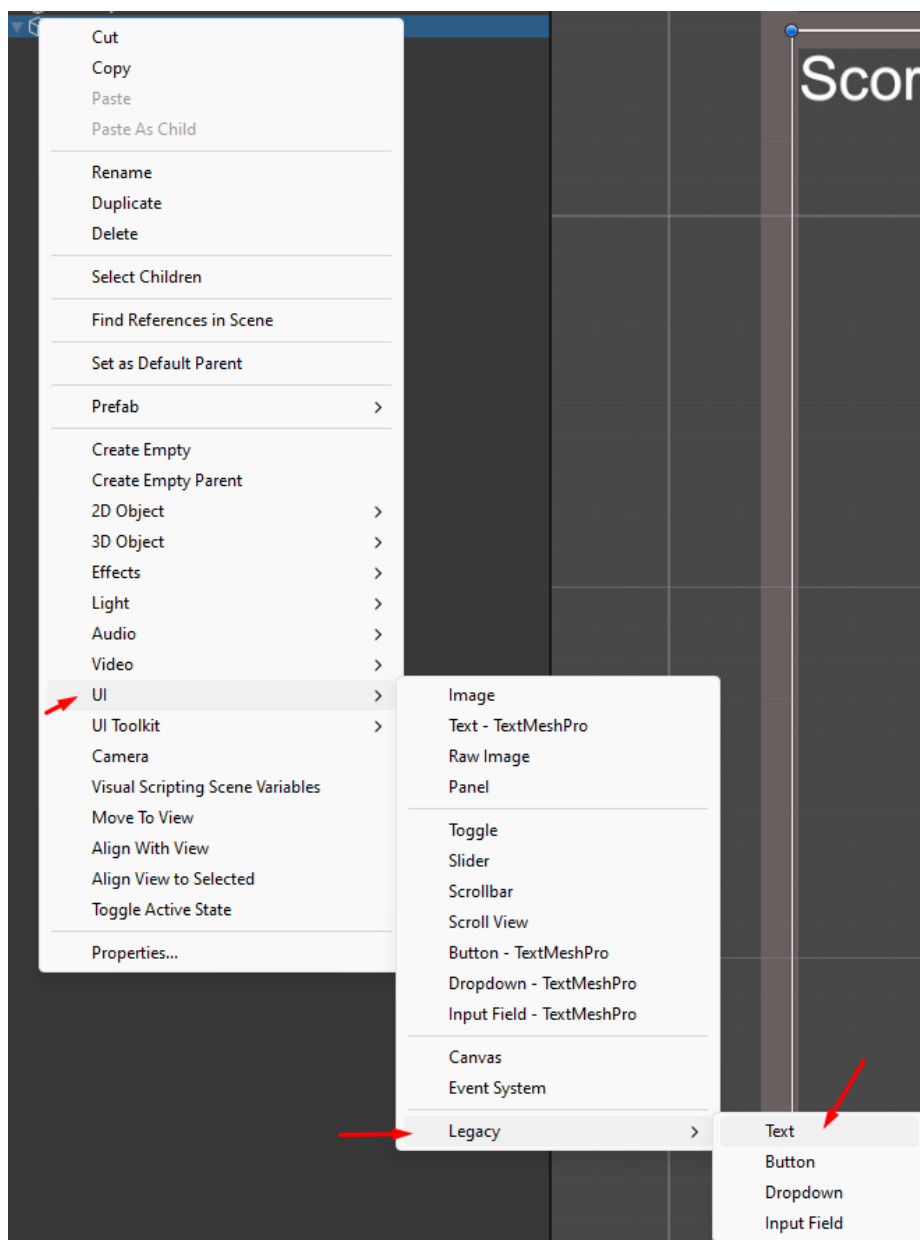 Cut
Copy
Paste
Paste As Child
Rename
Duplicate
Delete
Select Children
Find References in Scene
Set as Default Parent
Prefab
Create Empty
Create Empty Parent
2D Object
3D Object
Effects
Light
Audio
Video
UI
UI Toolkit
Camera
Visual Scripting Scene Variables
Move To View
Align With View
Align View to Selected
Toggle Active State
Properties...
Image
Text - TextMeshPro
Raw Image
Panel
Toggle
Slider
Scrollbar
Scroll View
Button - TextMeshPro
Dropdown - TextMeshPro
Input Field - TextMeshPro
Canvas
Event System
Legacy
Text
Button
Dropdown
Input Field
Scor